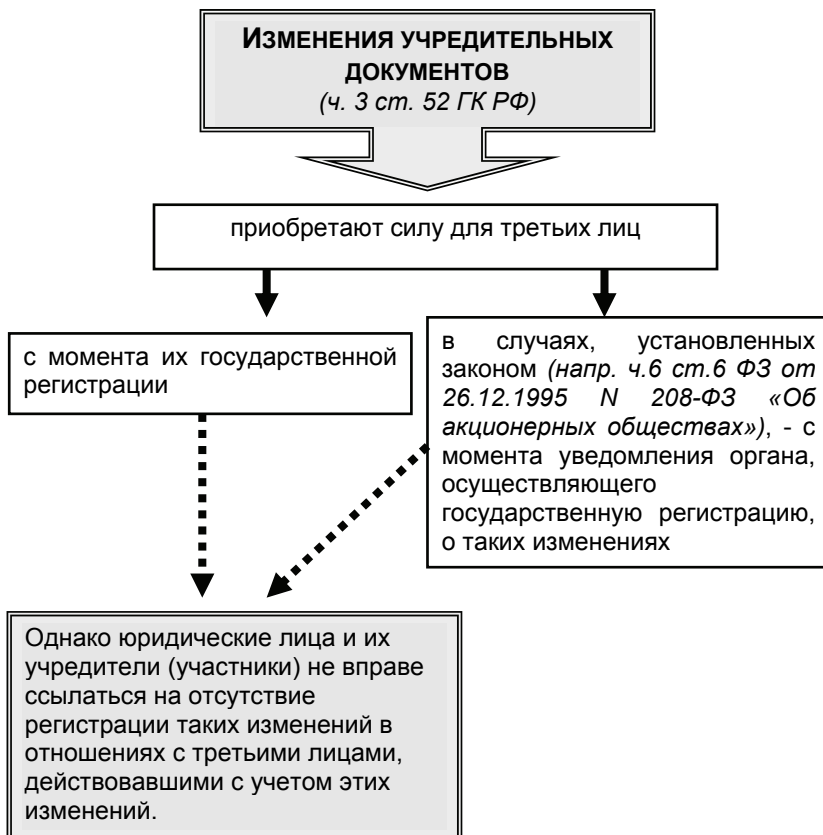 ИЗМЕНЕНИЯ УЧРЕДИТЕЛЬНЫХ
ДОКУМЕНТОВ
(ч. 3 ст. 52 ГК РФ)
приобретают силу для третьих лиц
с момента их государственной
регистрации
в случаях, установленных
законом (напр. ч.6 ст.6 ФЗ от
26.12.1995 N 208-ФЗ «Об
акционерных обществах»), - с
момента уведомления органа,
осуществляющего
государственную регистрацию,
о таких изменениях
Однако юридические лица и их
учредители (участники) не вправе
ссылаться на отсутствие
регистрации таких изменений в
отношениях с третьими лицами,
действовавшими с учетом этих
изменений.